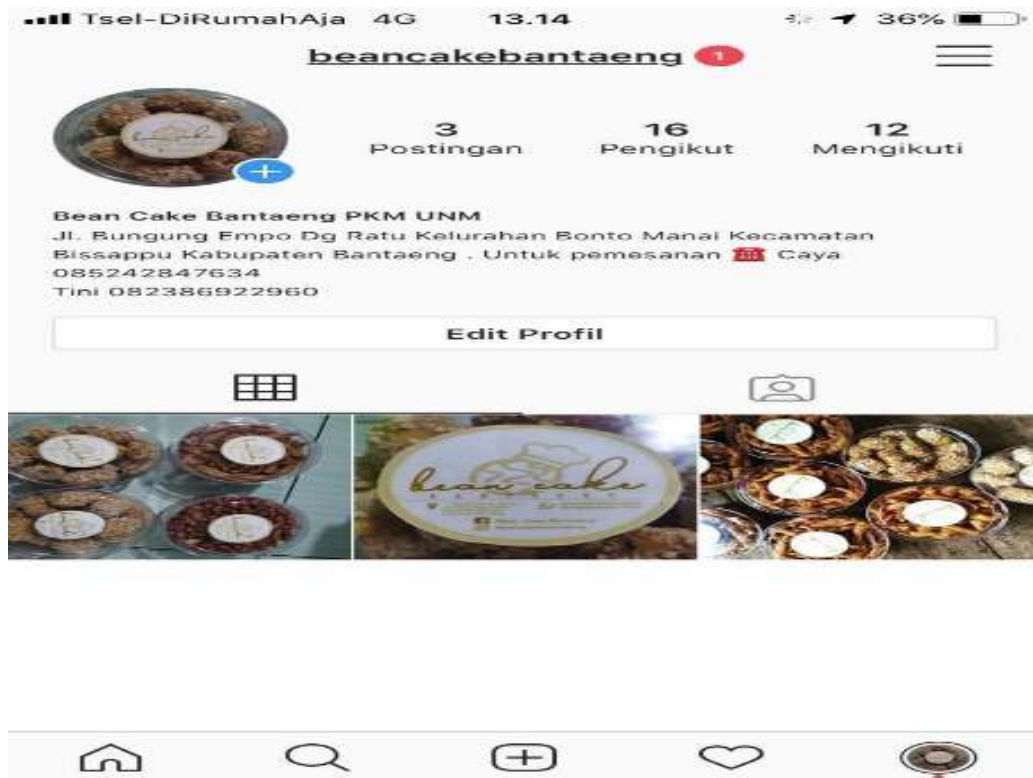 Tsel-DiRumahAja 4G 13.14 36%
beancakebantaeng 1
3 16 12
Postingan Pengikut Mengikuti
Bean Cake Bantaeng PKM UNM
Jl. Bungung Empo Dg Ratu Kelurahan Bonto Manai Kecamatan
Bissappu Kabupaten Bantaeng . Untuk pemesanan ☎️ Caya
085242847634
Tini 082386922960
Edit Profil
bean cake